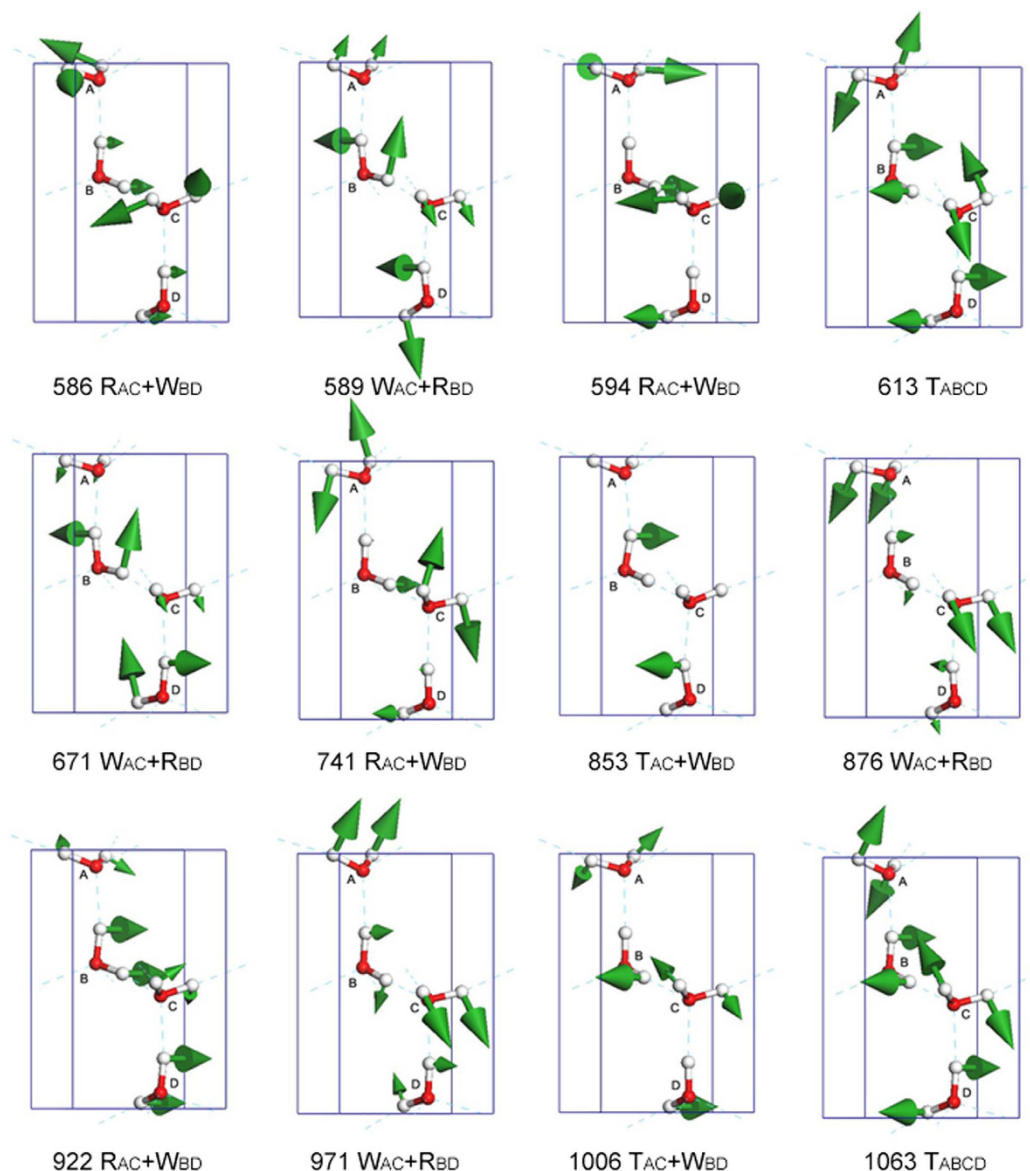 A A A A
B B B B
C C C C
D D D D
586 RAC+WBD 589 WAC+RBD 594 RAC+WBD 613 TABCD
A A A A
B B B B
C C C C
D D D D
671 WAC+RBD 741 RAC+WBD 853 TAC+WBD 876 WAC+RBD
A A A A
B B B B
C C C C
D D D D
922 RAC+WBD 971 WAC+RBD 1006 TAC+WBD 1063 TABCD